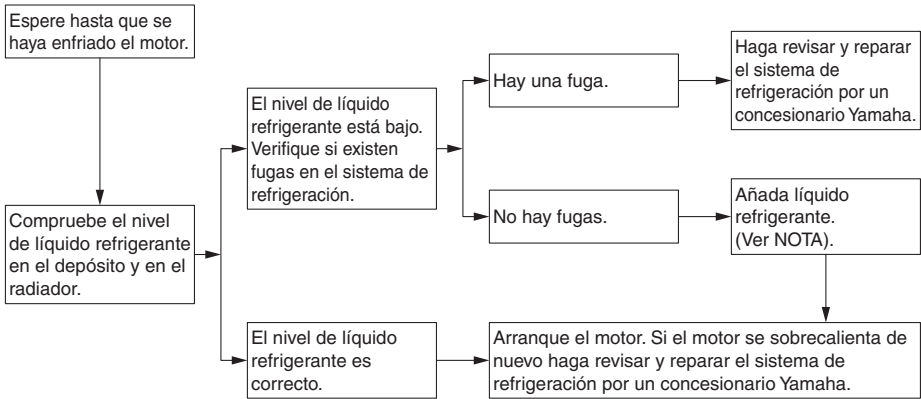 Espere hasta que se
haya enfriado el motor.
Compruebe el nivel
de líquido refrigerante
en el depósito y en el
radiador.
El nivel de líquido
refrigerante está bajo.
Verifique si existen
fugas en el sistema de
refrigeración.
Hay una fuga.
Haga revisar y reparar
el sistema de
refrigeración por un
concesionario Yamaha.
No hay fugas.
Añada líquido
refrigerante.
(Ver NOTA).
El nivel de líquido
refrigerante es
correcto.
Arranque el motor. Si el motor se sobrecalienta de
nuevo haga revisar y reparar el sistema de
refrigeración por un concesionario Yamaha.